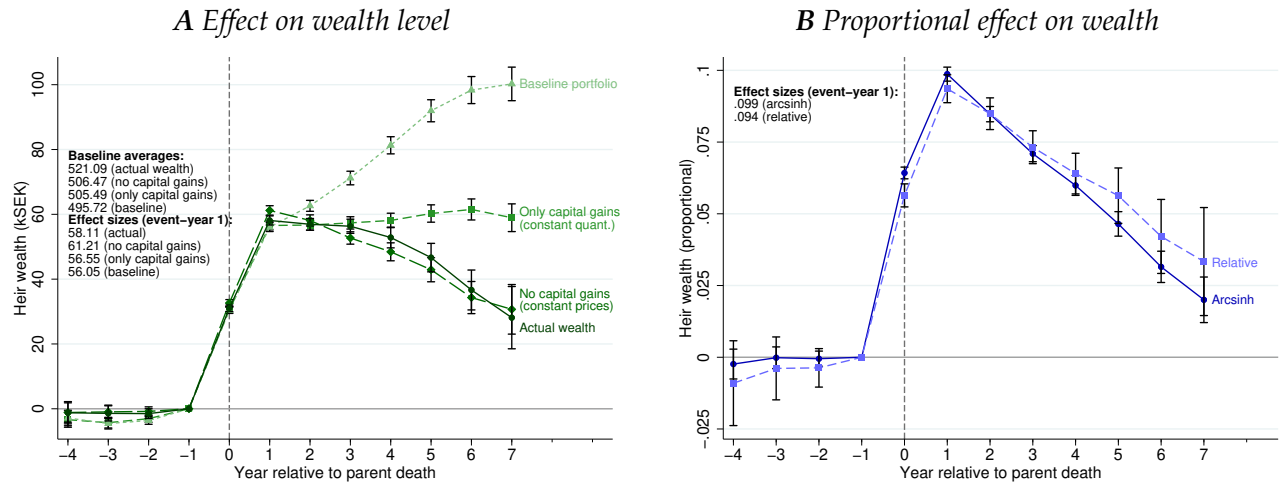 A Effect on wealth level
Heir wealth (kSEK)
100
80
60
40
20
0
Baseline averages:
521.09 (actual wealth)
506.47 (no capital gains)
505.49 (only capital gains)
495.72 (baseline)
Effect sizes (event−year 1):
58.11 (actual)
61.21 (no capital gains)
56.55 (only capital gains)
56.05 (baseline)
Baseline portfolio
Only capital gains
(constant quant.)
No capital gains
(constant prices)
Actual wealth
−4 −3 −2 −1 0 1 2 3 4 5 6 7
Year relative to parent death
B Proportional effect on wealth
Heir wealth (proportional)
.1
.075
.05
.025
0
−.025
Effect sizes (event−year 1):
.099 (arcsinh)
.094 (relative)
Relative
Arcsinh
−4 −3 −2 −1 0 1 2 3 4 5 6 7
Year relative to parent death